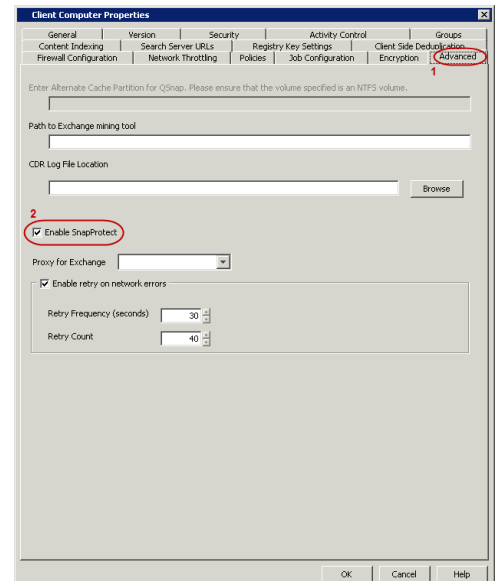 Client Computer Properties
General Version Security Activity Control Groups
Content Indexing Search Server URLs Registry Key Settings Client Side Deduplication
Firewall Configuration Network Throttling Policies Job Configuration Encryption Advanced
1
Enter Alternate Cache Partition for QSnap. Please ensure that the volume specified is an NTFS volume.
Path to Exchange mining tool
CDR Log File Location
Browse
2
Enable SnapProtect
Proxy for Exchange
Enable retry on network errors
Retry Frequency (seconds) 30
Retry Count 40
OK Cancel Help